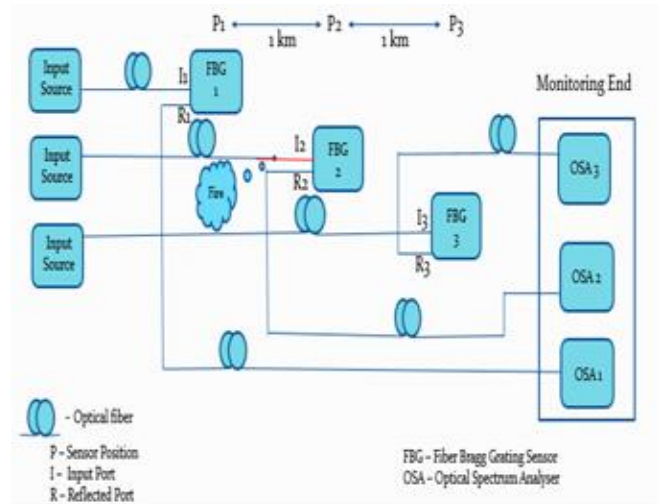 P1 P2 P3
1 km 1 km
Input
Source
I1
FBG
1
R1
Monitoring End
Input
Source
I2
FBG
2
R2
Fire
OSA 3
Input
Source
I3
FBG
3
R3
OSA 2
OSA 1
- Optical fiber
P - Sensor Position
I - Input Port
R - Reflected Port
FBG - Fiber Bragg Grating Sensor
OSA - Optical Spectrum Analyser